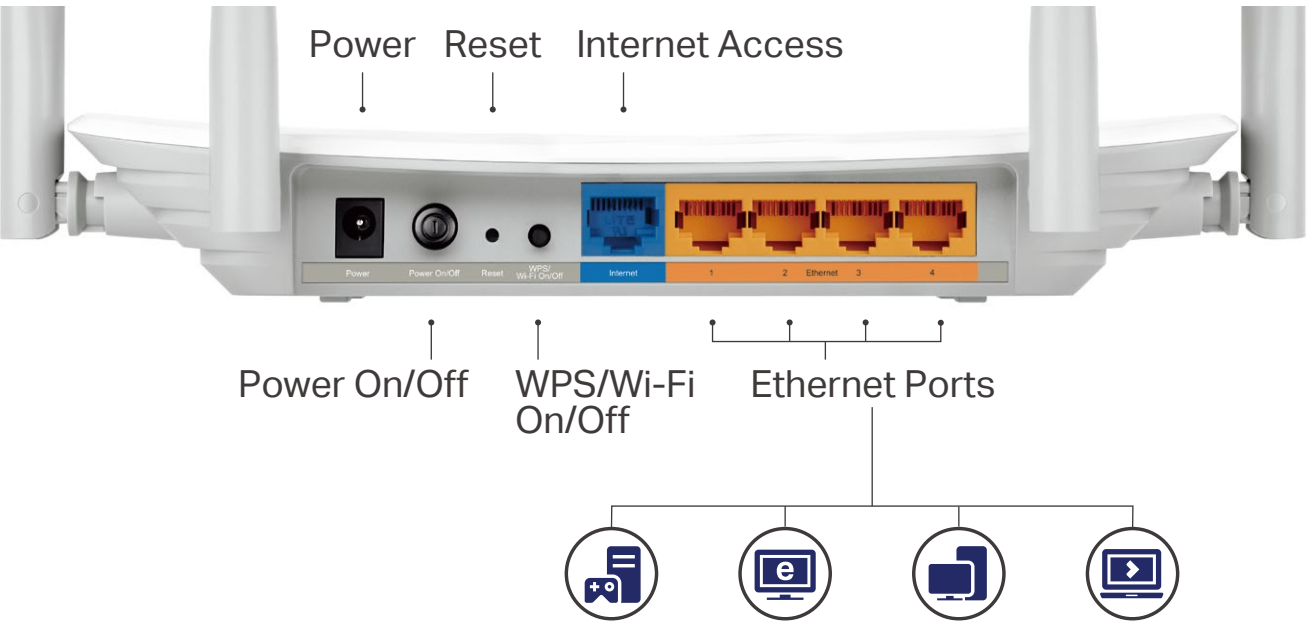 Power Reset Internet Access
Power Power On/Off Reset WPS/ Wi-Fi On/Off Internet 1 2 Ethernet 3 4
Power On/Off WPS/Wi-Fi Ethernet Ports
On/Off
e